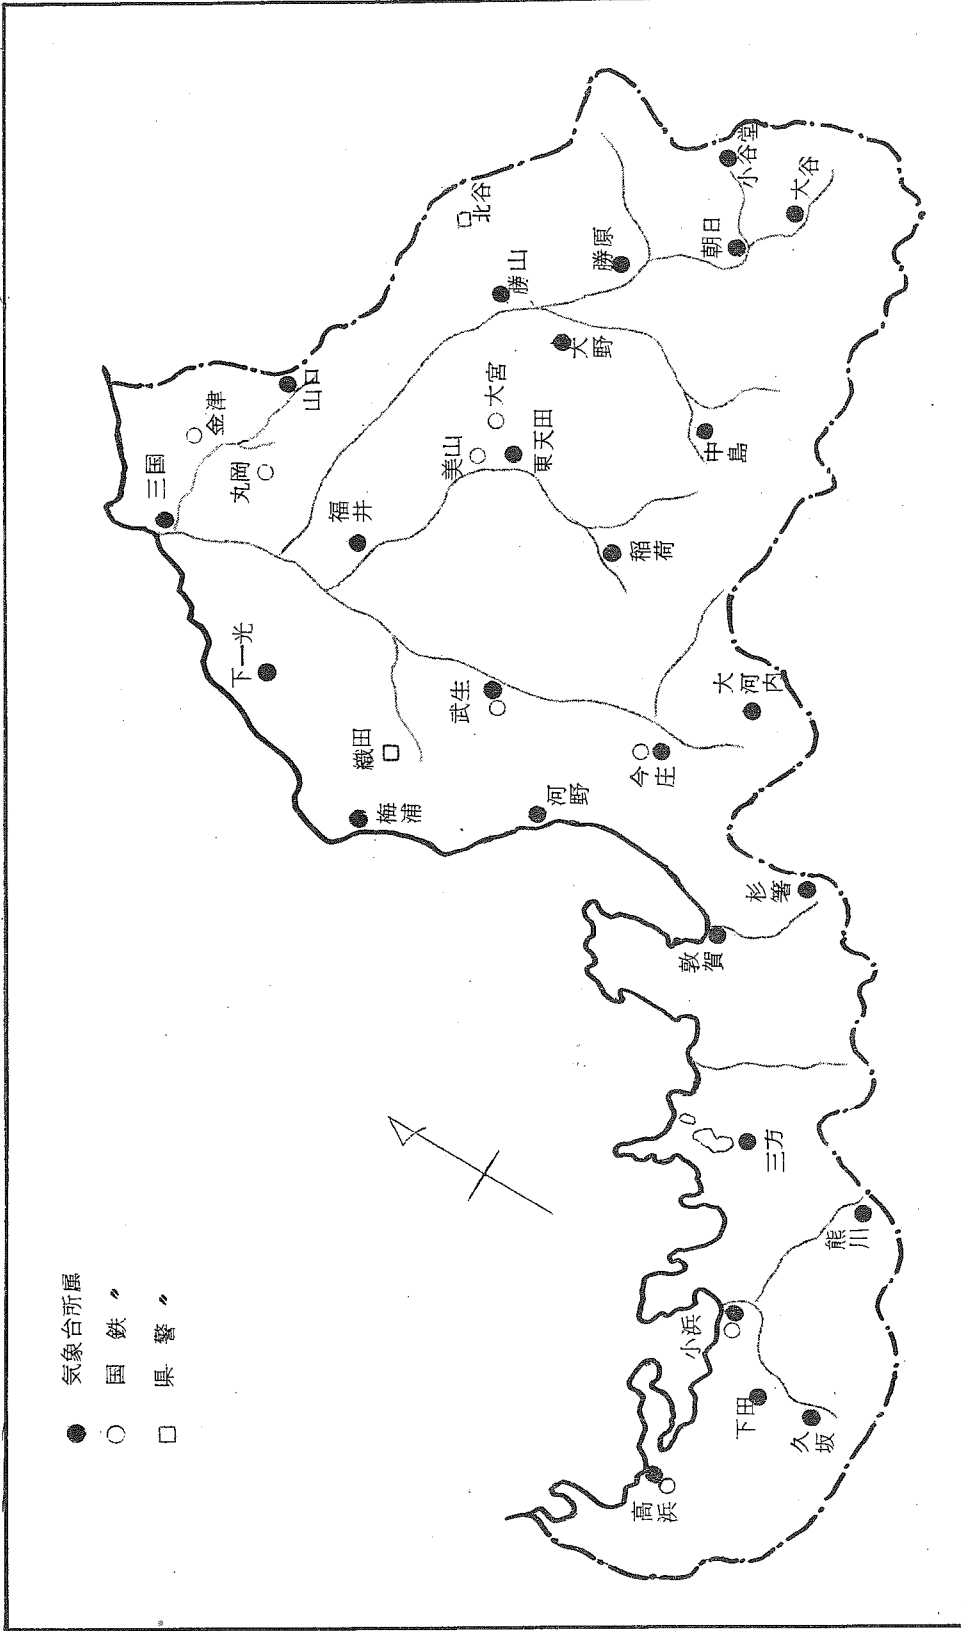 ● 気象台所属
○ 国鉄 〃
□ 県警 〃
三国
金津
丸岡
山口
北谷
勝山
勝原
小谷堂
朝日
大谷
大野
大宮
美山
東天田
中島
福井
稲荷
下一光
武生
織田
梅浦
河野
今庄
大河内
杉箸
敦賀
三方
熊川
小浜
下田
久坂
高浜